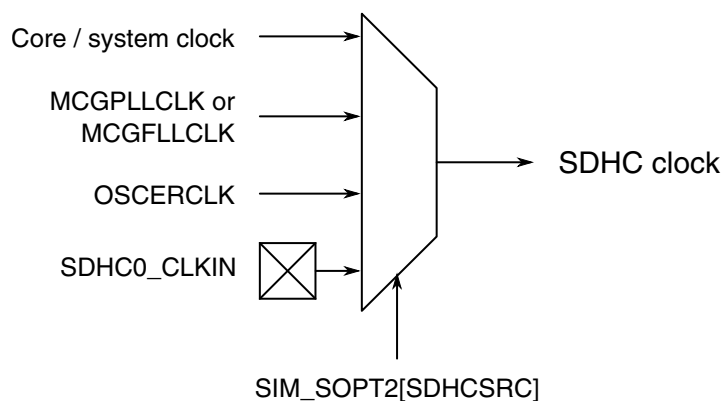 Core / system clock
MCGPLLCLK or
MCGFLLCLK
OSCERCLK
SDHC0_CLKIN
SDHC clock
SIM_SOPT2[SDHCSRC]